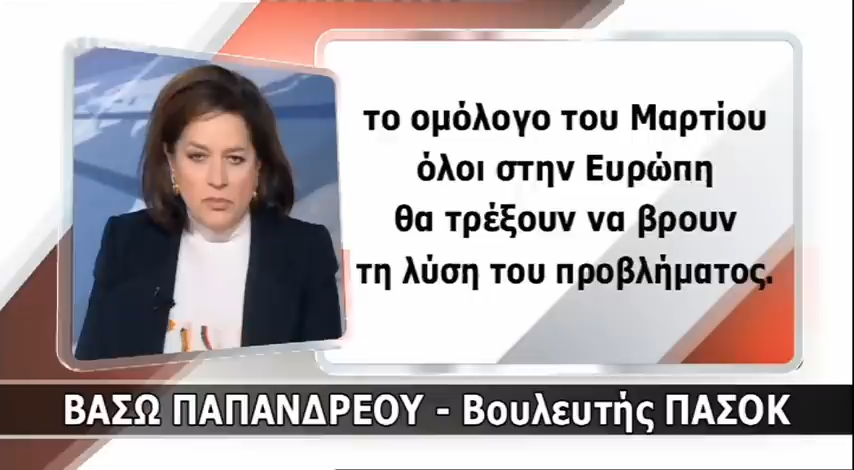 το ομόλογο του Μαρτίου
όλοι στην Ευρώπη
θα τρέξουν να βρουν
τη λύση του προβλήματος.
ΒΑΣΩ ΠΑΠΑΝΔΡΕΟΥ - Βουλευτής ΠΑΣΟΚ